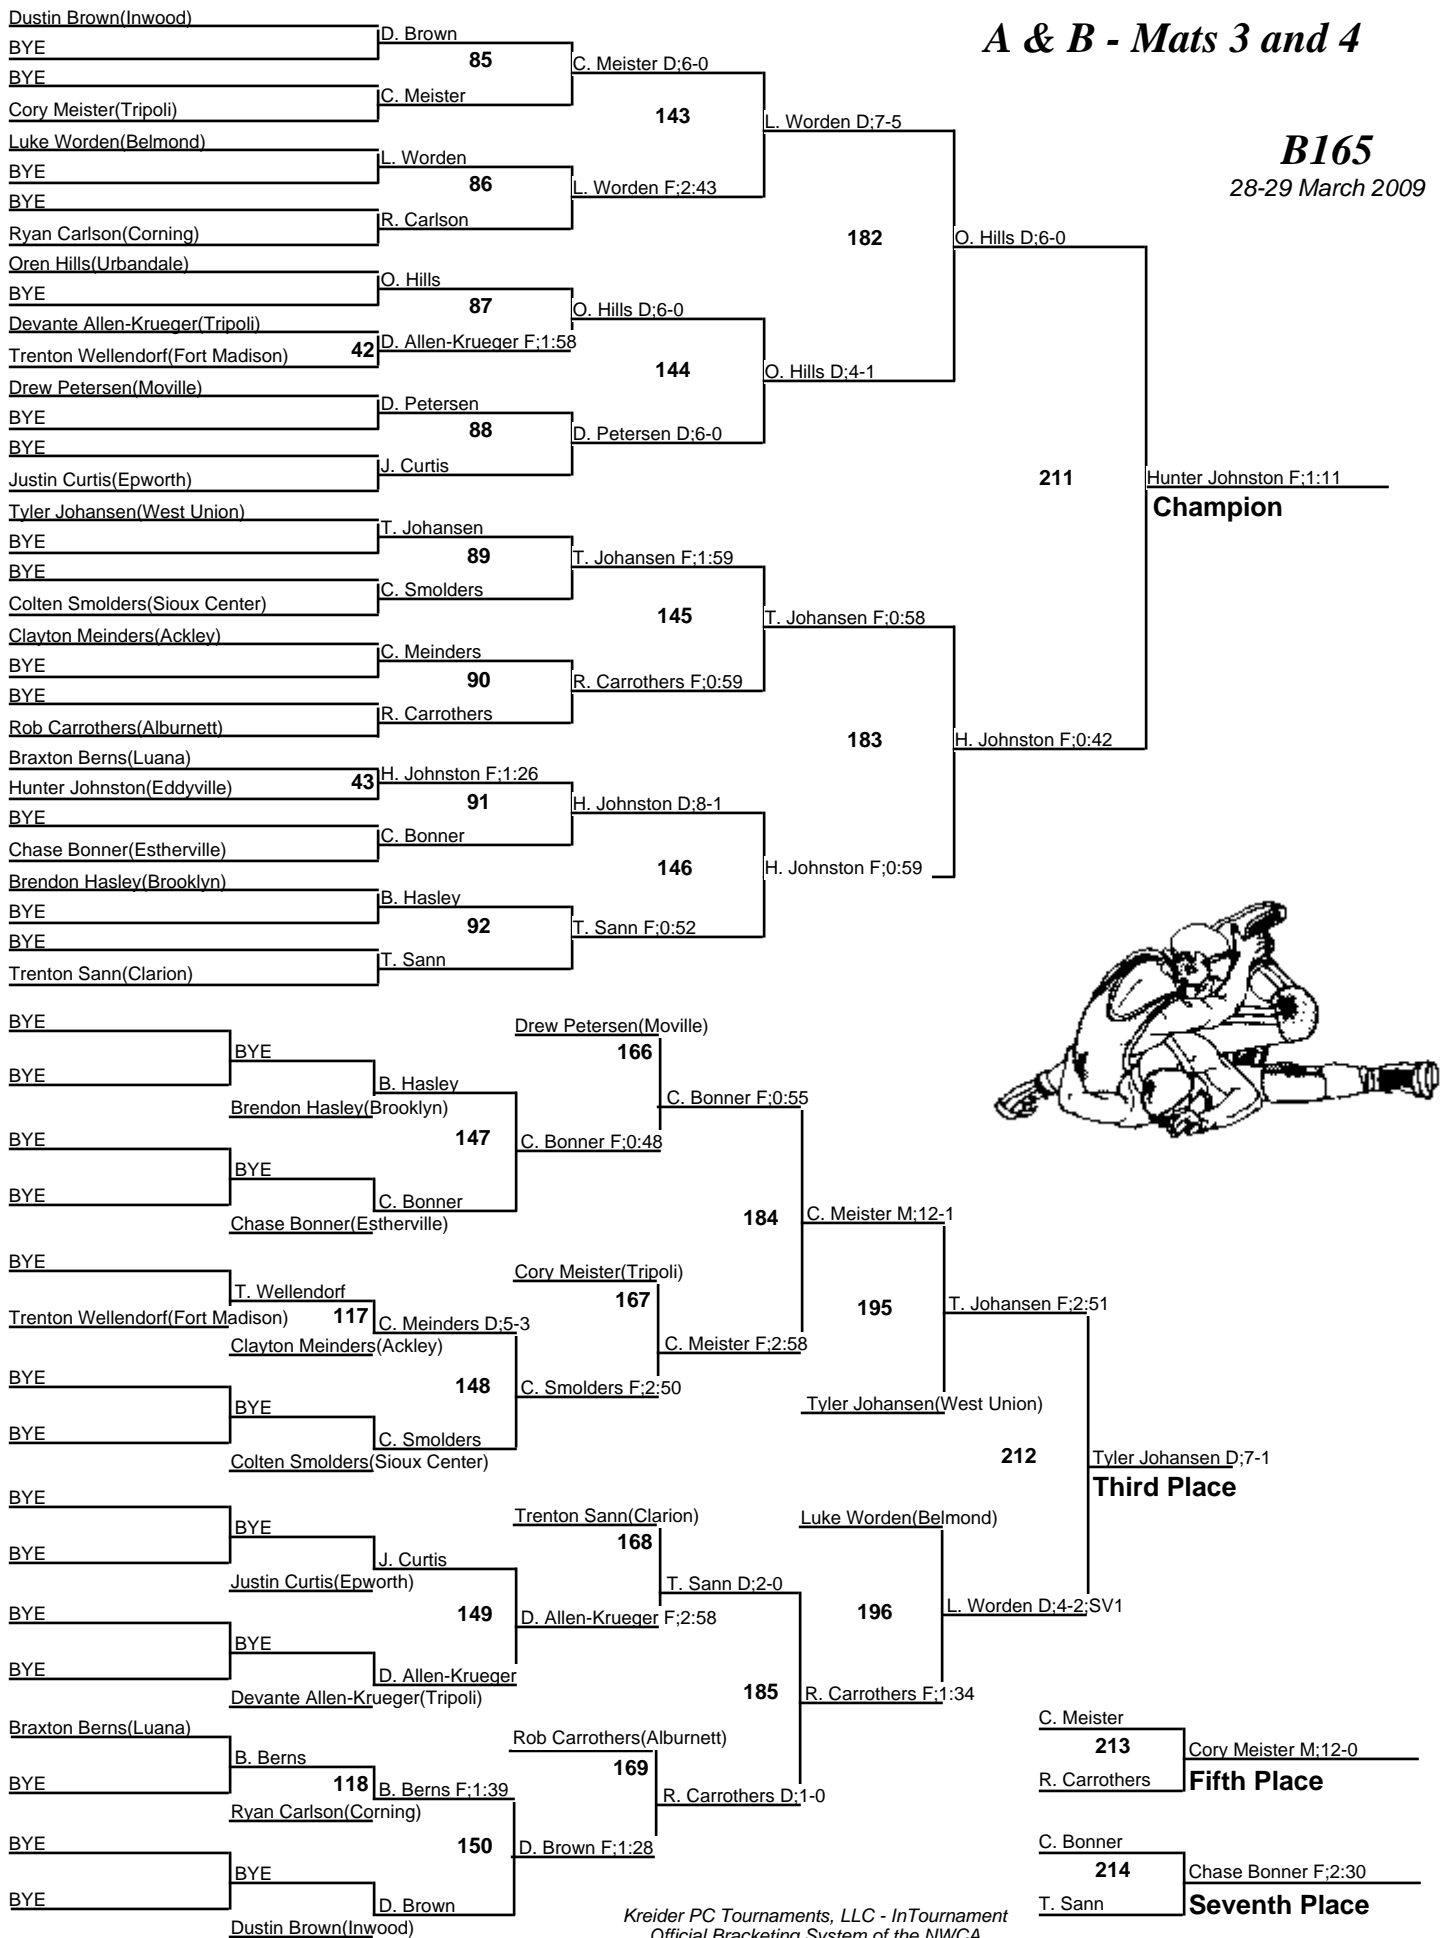 A & B - Mats 3 and 4
B165
28-29 March 2009
Dustin Brown(Inwood)
BYE
D. Brown
85
BYE
Cory Meister(Tripoli)
C. Meister
C. Meister D;6-0
143
Luke Worden(Belmond)
BYE
L. Worden
86
BYE
Ryan Carlson(Corning)
R. Carlson
L. Worden F;2:43
L. Worden D;7-5
182
Oren Hills(Urbandale)
BYE
O. Hills
87
Devante Allen-Krueger(Tripoli)
Trenton Wellendorf(Fort Madison)
42
D. Allen-Krueger F;1:58
O. Hills D;6-0
144
Drew Petersen(Moville)
BYE
D. Petersen
88
BYE
Justin Curtis(Epworth)
J. Curtis
D. Petersen D;6-0
O. Hills D;4-1
O. Hills D;6-0
211
Hunter Johnston F;1:11
Champion
Tyler Johansen(West Union)
BYE
T. Johansen
89
BYE
Colten Smolders(Sioux Center)
C. Smolders
T. Johansen F;1:59
145
Clayton Meinders(Ackley)
BYE
C. Meinders
90
BYE
Rob Carrothers(Alburnett)
R. Carrothers
R. Carrothers F;0:59
T. Johansen F;0:58
183
H. Johnston F;0:42
Braxton Berns(Luana)
Hunter Johnston(Eddyville)
43
H. Johnston F;1:26
91
BYE
Chase Bonner(Estherville)
C. Bonner
H. Johnston D;8-1
146
H. Johnston F;0:59
Brendon Hasley(Brooklyn)
BYE
B. Hasley
92
BYE
Trenton Sann(Clarion)
T. Sann
T. Sann F;0:52
BYE
BYE
BYE
Brendon Hasley(Brooklyn)
B. Hasley
147
BYE
BYE
BYE
Chase Bonner(Estherville)
C. Bonner
C. Bonner F;0:48
Drew Petersen(Moville)
166
C. Bonner F;0:55
184
BYE
Trenton Wellendorf(Fort Madison)
T. Wellendorf
117
Clayton Meinders(Ackley)
C. Meinders D;5-3
148
BYE
BYE
BYE
Colten Smolders(Sioux Center)
C. Smolders
C. Smolders F;2:50
Cory Meister(Tripoli)
167
C. Meister F;2:58
C. Meister M;12-1
195
Tyler Johansen(West Union)
T. Johansen F;2:51
212
Tyler Johansen D;7-1
Third Place
BYE
BYE
BYE
Justin Curtis(Epworth)
J. Curtis
149
BYE
BYE
BYE
Devante Allen-Krueger(Tripoli)
D. Allen-Krueger
D. Allen-Krueger F;2:58
Trenton Sann(Clarion)
168
T. Sann D;2-0
185
Luke Worden(Belmond)
196
L. Worden D;4-2;SV1
R. Carrothers F;1:34
Braxton Berns(Luana)
BYE
B. Berns
118
Ryan Carlson(Corning)
B. Berns F;1:39
150
BYE
BYE
BYE
Dustin Brown(Inwood)
D. Brown
D. Brown F;1:28
Rob Carrothers(Alburnett)
169
R. Carrothers D;1-0
C. Meister
213
R. Carrothers
Cory Meister M;12-0
Fifth Place
C. Bonner
214
T. Sann
Chase Bonner F;2:30
Seventh Place
Kreider PC Tournaments, LLC - InTournament
Official Bracketing System of the NWCA